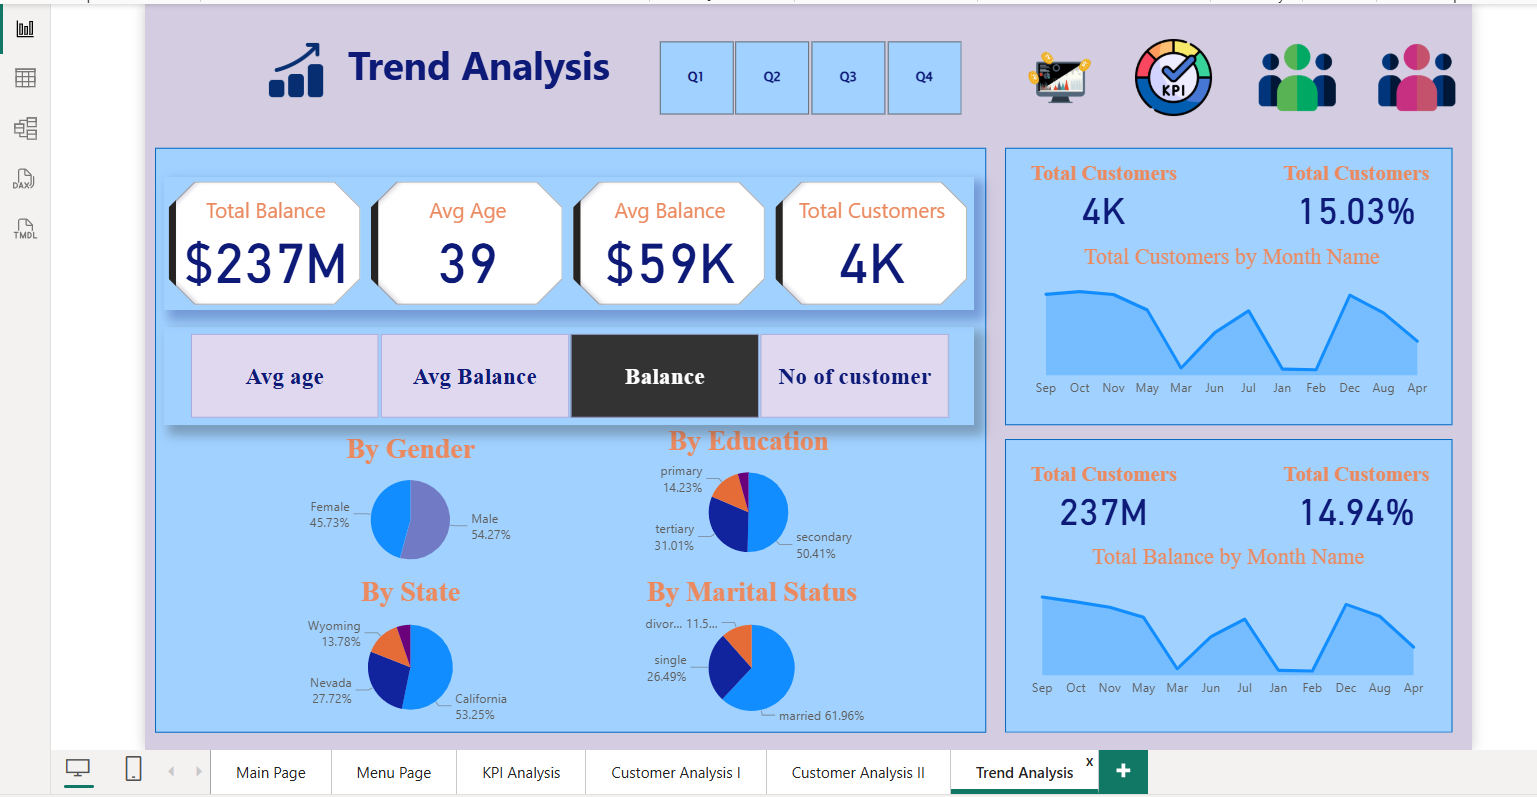 DAX
TMDL
Trend Analysis
Q1
Q2
Q3
Q4
KPI
Total Balance
$237M
Avg Age
39
Avg Balance
$59K
Total Customers
4K
Avg age
Avg Balance
Balance
No of customer
By Gender
Female
45.73%
Male
54.27%
By Education
primary
14.23%
tertiary
31.01%
secondary
50.41%
By State
Wyoming
13.78%
Nevada
27.72%
California
53.25%
By Marital Status
divor... 11.5...
single
26.49%
married 61.96%
Total Customers
4K
Total Customers
15.03%
Total Customers by Month Name
Sep Oct Nov May Mar Jun Jul Jan Feb Dec Aug Apr
Total Customers
237M
Total Customers
14.94%
Total Balance by Month Name
Sep Oct Nov May Mar Jun Jul Jan Feb Dec Aug Apr
Main Page
Menu Page
KPI Analysis
Customer Analysis I
Customer Analysis II
Trend Analysis
x